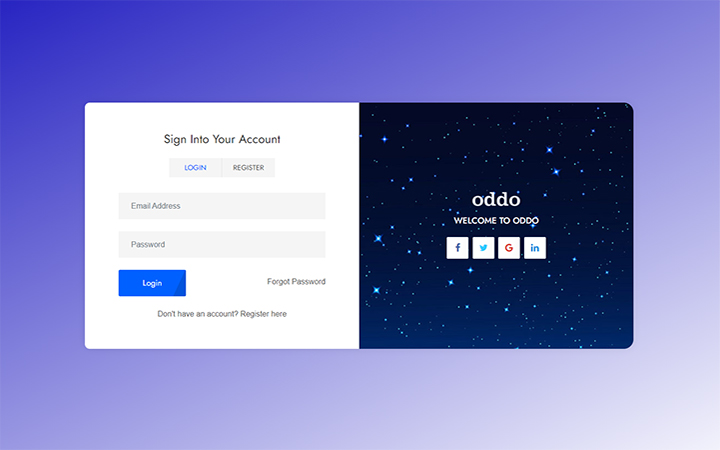 Sign Into Your Account
LOGIN REGISTER
Email Address
Password
Login Forgot Password
Don't have an account? Register here
oddo
WELCOME TO ODDO
f G in